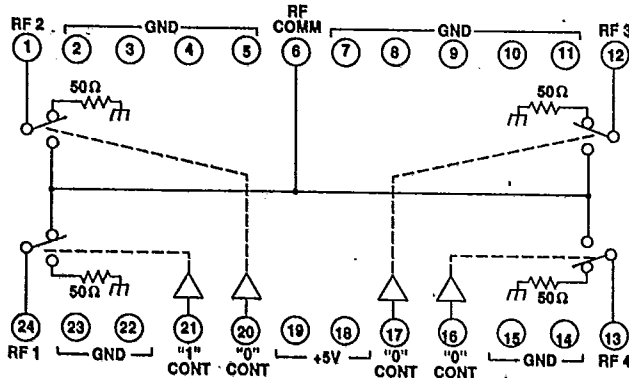 RF 2 GND RF COMM GND RF 3
1 2 3 4 5 6 7 8 9 10 11 12
50Ω 50Ω
50Ω 50Ω
24 23 22 21 20 19 18 17 16 15 14 13
RF 1 GND "1" CONT "0" CONT +5V "0" CONT "0" CONT GND RF 4